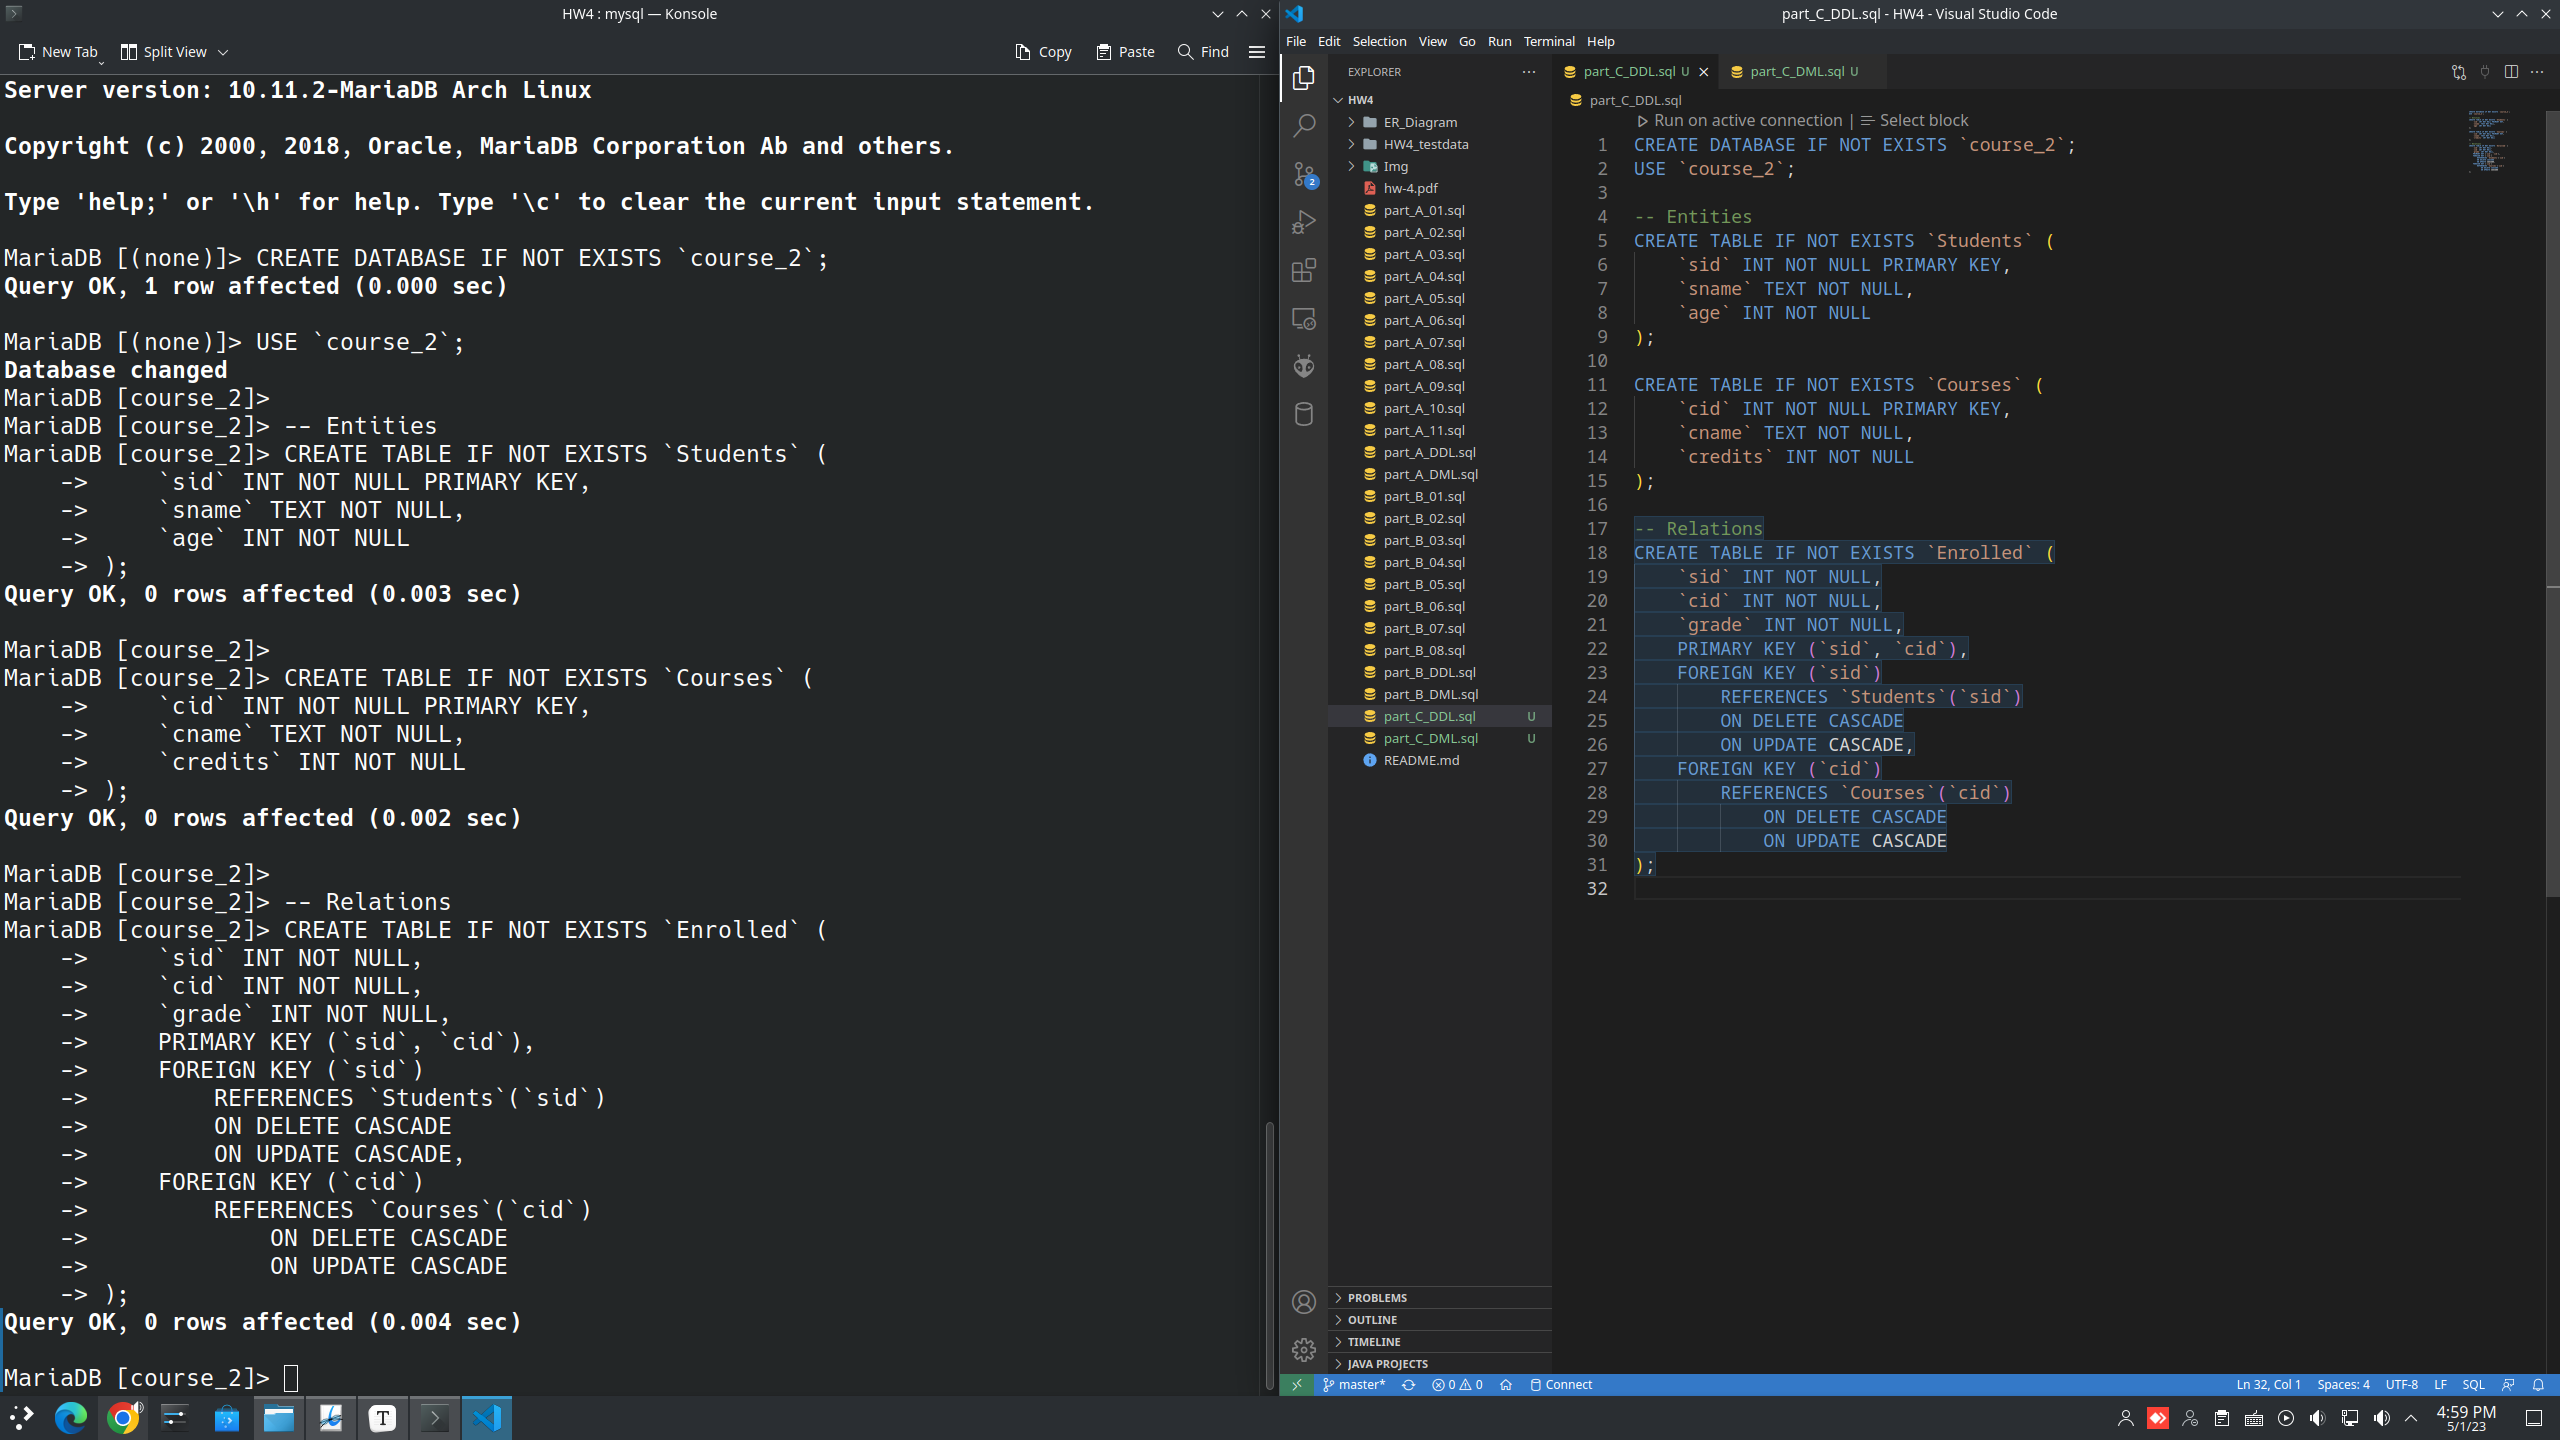 HW4 : mysql — Konsole
New Tab
Split View
Copy
Paste
Find
Server version: 10.11.2-MariaDB Arch Linux
Copyright (c) 2000, 2018, Oracle, MariaDB Corporation Ab and others.
Type 'help;' or '\h' for help. Type '\c' to clear the current input statement.
MariaDB [(none)]> CREATE DATABASE IF NOT EXISTS `course_2`;
Query OK, 1 row affected (0.000 sec)
MariaDB [(none)]> USE `course_2`;
Database changed
MariaDB [course_2]>
MariaDB [course_2]> -- Entities
MariaDB [course_2]> CREATE TABLE IF NOT EXISTS `Students` (
    ->     `sid` INT NOT NULL PRIMARY KEY,
    ->     `sname` TEXT NOT NULL,
    ->     `age` INT NOT NULL
    -> );
Query OK, 0 rows affected (0.003 sec)
MariaDB [course_2]>
MariaDB [course_2]> CREATE TABLE IF NOT EXISTS `Courses` (
    ->     `cid` INT NOT NULL PRIMARY KEY,
    ->     `cname` TEXT NOT NULL,
    ->     `credits` INT NOT NULL
    -> );
Query OK, 0 rows affected (0.002 sec)
MariaDB [course_2]>
MariaDB [course_2]> -- Relations
MariaDB [course_2]> CREATE TABLE IF NOT EXISTS `Enrolled` (
    ->     `sid` INT NOT NULL,
    ->     `cid` INT NOT NULL,
    ->     `grade` INT NOT NULL,
    ->     PRIMARY KEY (`sid`, `cid`),
    ->     FOREIGN KEY (`sid`)
    ->         REFERENCES `Students`(`sid`)
    ->         ON DELETE CASCADE
    ->         ON UPDATE CASCADE,
    ->     FOREIGN KEY (`cid`)
    ->         REFERENCES `Courses`(`cid`)
    ->             ON DELETE CASCADE
    ->             ON UPDATE CASCADE
    -> );
Query OK, 0 rows affected (0.004 sec)
MariaDB [course_2]>
part_C_DDL.sql - HW4 - Visual Studio Code
File Edit Selection View Go Run Terminal Help
EXPLORER
HW4
ER_Diagram
HW4_testdata
Img
hw-4.pdf
part_A_01.sql
part_A_02.sql
part_A_03.sql
part_A_04.sql
part_A_05.sql
part_A_06.sql
part_A_07.sql
part_A_08.sql
part_A_09.sql
part_A_10.sql
part_A_11.sql
part_A_DDL.sql
part_A_DML.sql
part_B_01.sql
part_B_02.sql
part_B_03.sql
part_B_04.sql
part_B_05.sql
part_B_06.sql
part_B_07.sql
part_B_08.sql
part_B_DDL.sql
part_B_DML.sql
part_C_DDL.sql U
part_C_DML.sql U
README.md
PROBLEMS
OUTLINE
TIMELINE
JAVA PROJECTS
2
part_C_DDL.sql U
part_C_DML.sql U
part_C_DDL.sql
Run on active connection | Select block
1 CREATE DATABASE IF NOT EXISTS `course_2`;
2 USE `course_2`;
3
4 -- Entities
5 CREATE TABLE IF NOT EXISTS `Students` (
6     `sid` INT NOT NULL PRIMARY KEY,
7     `sname` TEXT NOT NULL,
8     `age` INT NOT NULL
9 );
10
11 CREATE TABLE IF NOT EXISTS `Courses` (
12     `cid` INT NOT NULL PRIMARY KEY,
13     `cname` TEXT NOT NULL,
14     `credits` INT NOT NULL
15 );
16
17 -- Relations
18 CREATE TABLE IF NOT EXISTS `Enrolled` (
19     `sid` INT NOT NULL,
20     `cid` INT NOT NULL,
21     `grade` INT NOT NULL,
22     PRIMARY KEY (`sid`, `cid`),
23     FOREIGN KEY (`sid`)
24         REFERENCES `Students`(`sid`)
25         ON DELETE CASCADE
26         ON UPDATE CASCADE,
27     FOREIGN KEY (`cid`)
28         REFERENCES `Courses`(`cid`)
29             ON DELETE CASCADE
30             ON UPDATE CASCADE
31 );
32
master*
0
0
Connect
Ln 32, Col 1
Spaces: 4
UTF-8
LF
SQL
T
4:59 PM
5/1/23